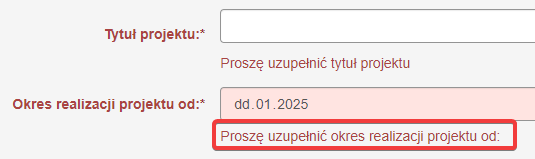 Tytuł projektu:*
Proszę uzupełnić tytuł projektu
Okres realizacji projektu od:* dd.01.2025
Proszę uzupełnić okres realizacji projektu od: